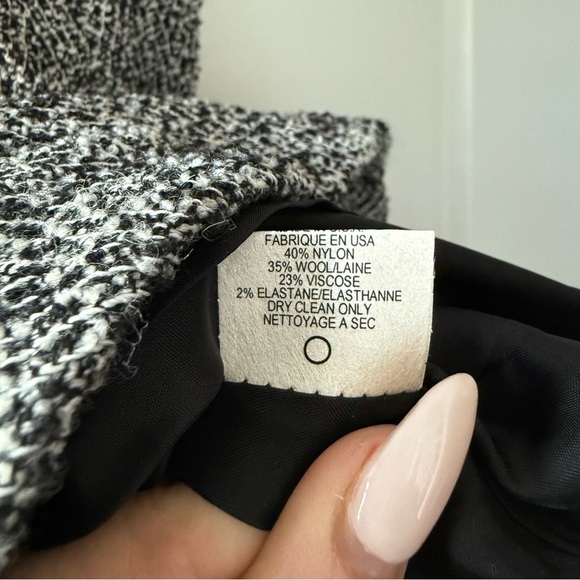 FABRIQUE EN USA
40% NYLON
35% WOOL/LAINE
23% VISCOSE
2% ELASTANE/ELASTHANNE
DRY CLEAN ONLY
NETTOYAGE A SEC